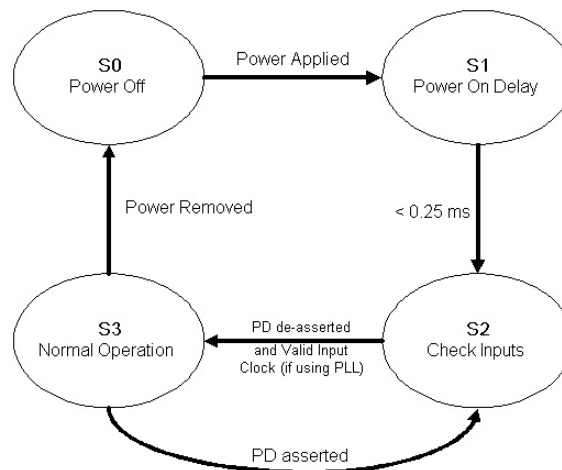 S0
Power Off
Power Applied
S1
Power On Delay
Power Removed
< 0.25 ms
S3
Normal Operation
PD de-asserted
and Valid Input
Clock (if using PLL)
S2
Check Inputs
PD asserted